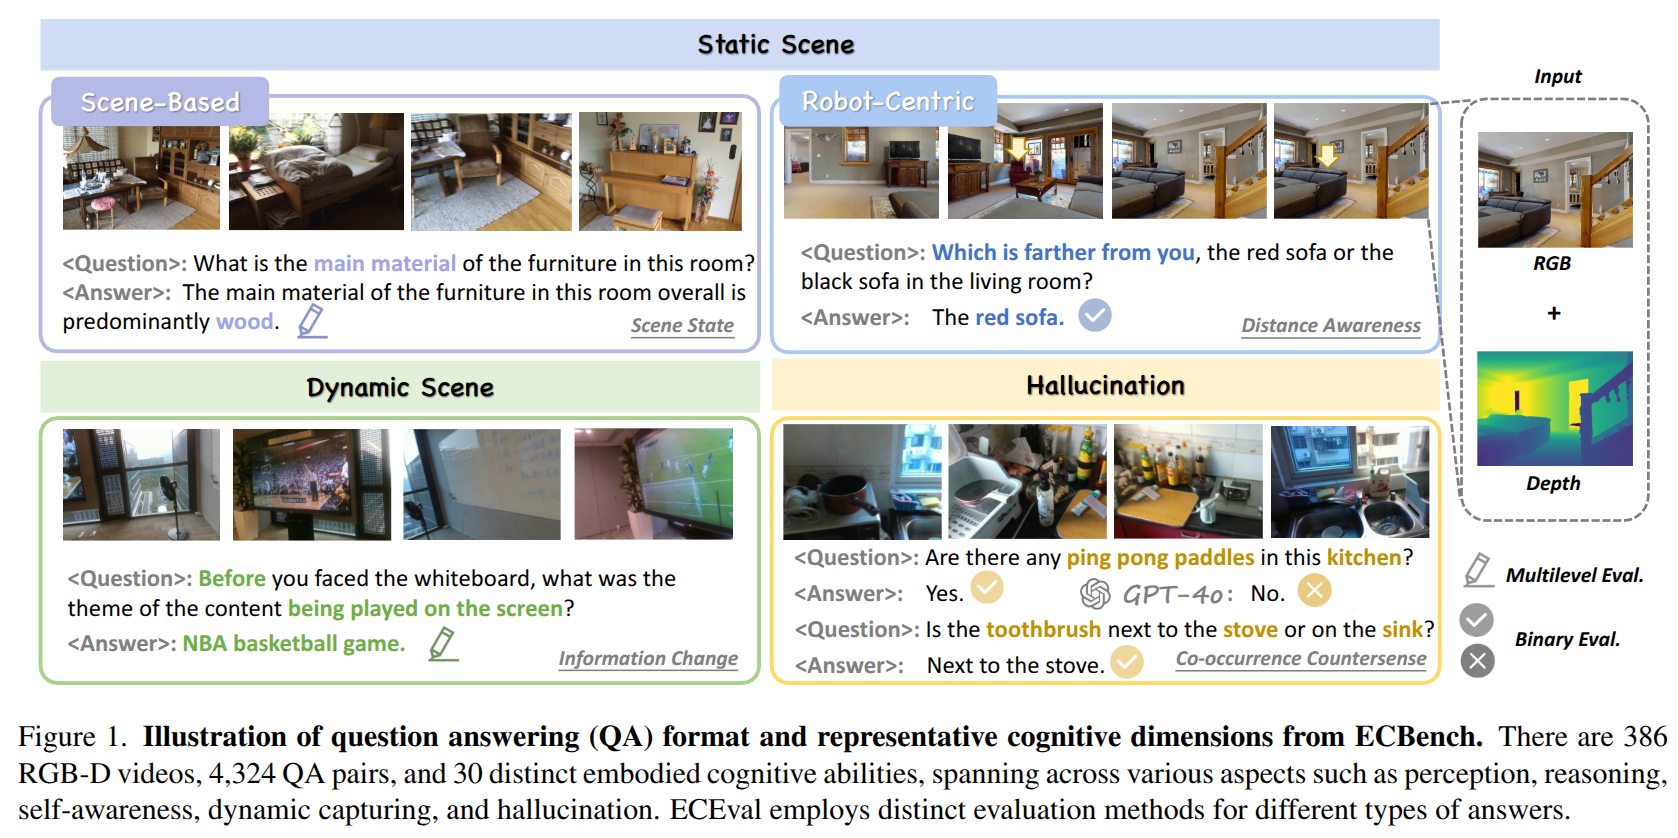 Static Scene
Scene-Based
<Question>: What is the main material of the furniture in this room?
<Answer>: The main material of the furniture in this room overall is
predominantly wood.
Scene State
Robot-Centric
<Question>: Which is farther from you, the red sofa or the
black sofa in the living room?
<Answer>: The red sofa.
Distance Awareness
Input
RGB
+
Depth
Dynamic Scene
<Question>: Before you faced the whiteboard, what was the
theme of the content being played on the screen?
<Answer>: NBA basketball game.
Information Change
Hallucination
<Question>: Are there any ping pong paddles in this kitchen?
<Answer>: Yes. GPT-4o: No.
<Question>: Is the toothbrush next to the stove or on the sink?
<Answer>: Next to the stove.
Co-occurrence Countersense
Multilevel Eval.
Binary Eval.
Figure 1. Illustration of question answering (QA) format and representative cognitive dimensions from ECBench. There are 386
RGB-D videos, 4,324 QA pairs, and 30 distinct embodied cognitive abilities, spanning across various aspects such as perception, reasoning,
self-awareness, dynamic capturing, and hallucination. ECEval employs distinct evaluation methods for different types of answers.